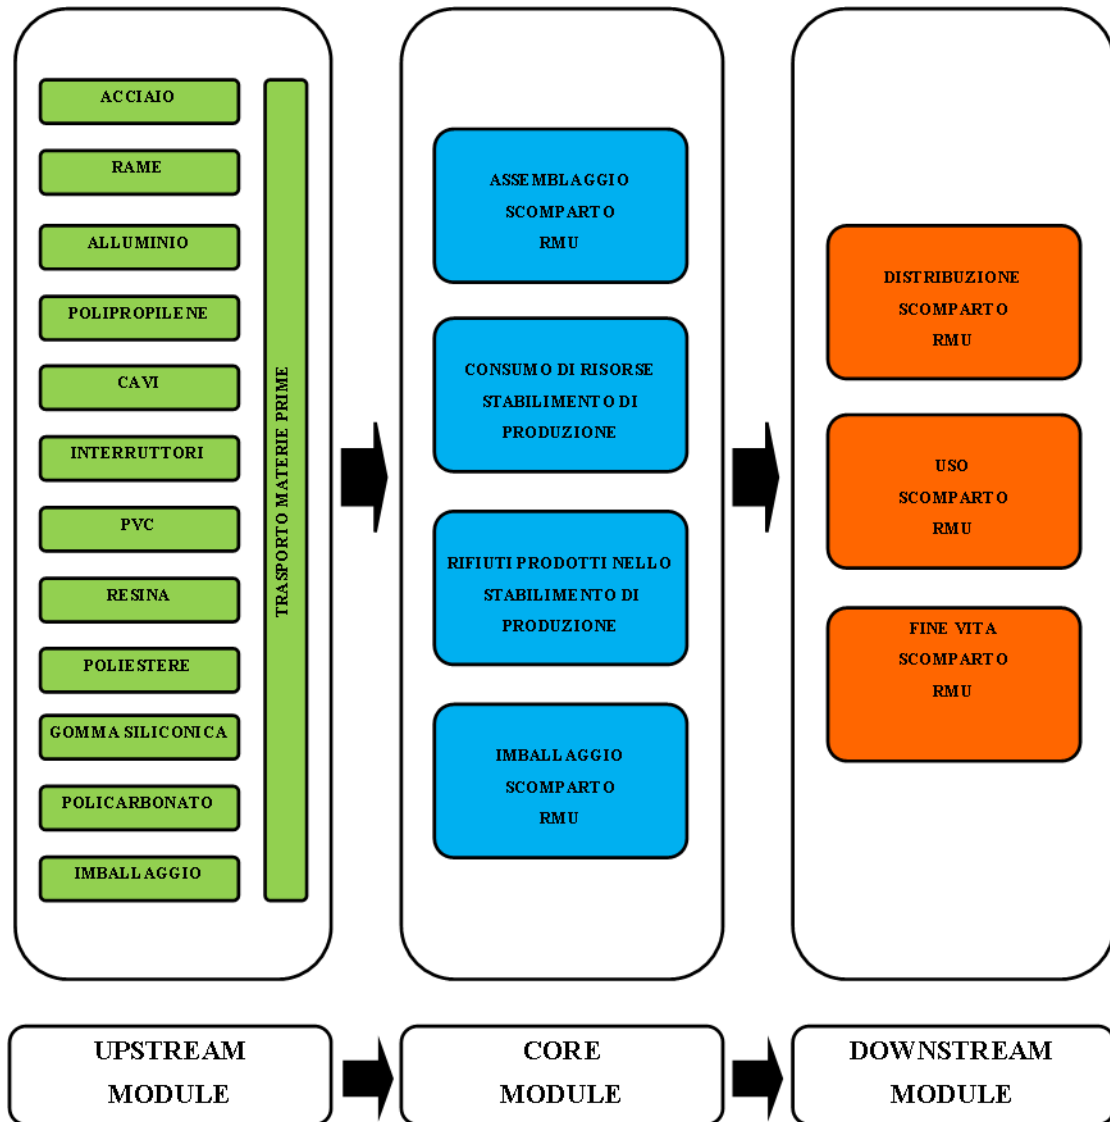 ACCIAIO
RAME
ALLUMINIO
POLIPROPILENE
CAVI
INTERRUTTORI
PVC
RESINA
POLIESTERE
GOMMA SILICONICA
POLICARBONATO
IMBALLAGGIO
TRASPORTO MATERIE PRIME
ASSEMBLAGGIO
SCOMPARTO
RMU
CONSUMO DI RISORSE
STABILIMENTO DI
PRODUZIONE
RIFIUTI PRODOTTI NELLO
STABILIMENTO DI
PRODUZIONE
IMBALLAGGIO
SCOMPARTO
RMU
DISTRIBUZIONE
SCOMPARTO
RMU
USO
SCOMPARTO
RMU
FINE VITA
SCOMPARTO
RMU
UPSTREAM
MODULE
CORE
MODULE
DOWNSTREAM
MODULE